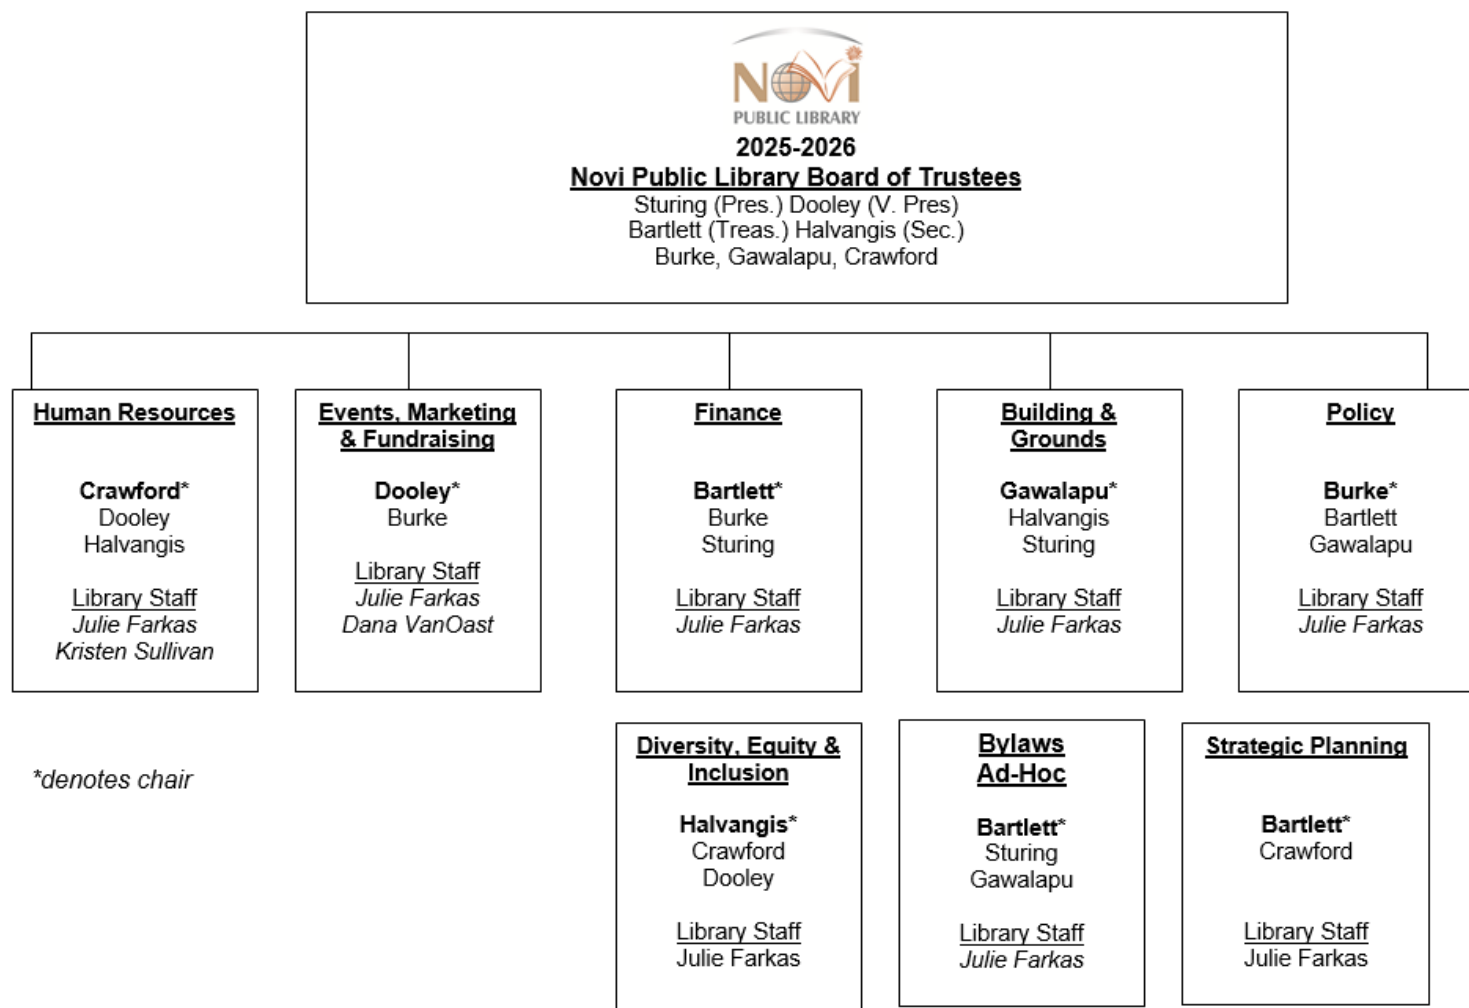 NOVI
PUBLIC LIBRARY
2025-2026
Novi Public Library Board of Trustees
Sturing (Pres.) Dooley (V. Pres)
Bartlett (Treas.) Halvangis (Sec.)
Burke, Gawalapu, Crawford
Human Resources
Crawford*
Dooley
Halvangis
Library Staff
Julie Farkas
Kristen Sullivan
Events, Marketing
& Fundraising
Dooley*
Burke
Library Staff
Julie Farkas
Dana VanOast
Finance
Bartlett*
Burke
Sturing
Library Staff
Julie Farkas
Building &
Grounds
Gawalapu*
Halvangis
Sturing
Library Staff
Julie Farkas
Policy
Burke*
Bartlett
Gawalapu
Library Staff
Julie Farkas
*denotes chair
Diversity, Equity &
Inclusion
Halvangis*
Crawford
Dooley
Library Staff
Julie Farkas
Bylaws
Ad-Hoc
Bartlett*
Sturing
Gawalapu
Library Staff
Julie Farkas
Strategic Planning
Bartlett*
Crawford
Library Staff
Julie Farkas